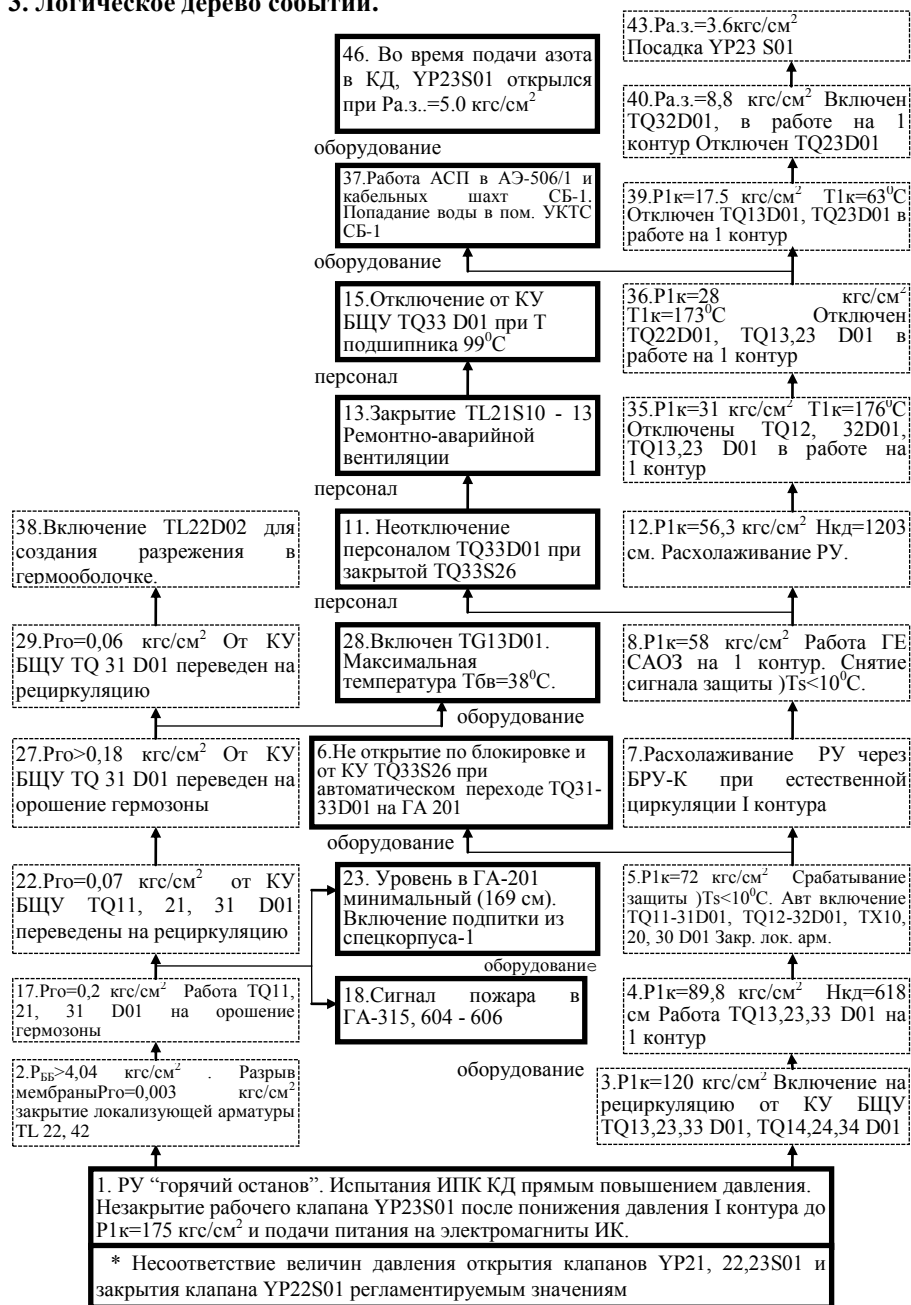 3. Логическое дерево событий.
46. Во время подачи азота
в КД, YP23S01 открылся
при Ра.з..=5.0 кгс/см²
оборудование
37.Работа АСП в АЭ-506/1 и
кабельных шахт СБ-1.
Попадание воды в пом. УКТС
СБ-1
оборудование
15.Отключение от КУ
БЩУ TQ33 D01 при Т
подшипника 99⁰С
персонал
13.Закрытие TL21S10 - 13
Ремонтно-аварийной
вентиляции
персонал
11. Неотключение
персоналом TQ33D01 при
закрытой TQ33S26
персонал
28.Включен TG13D01.
Максимальная
температура Тбв=38⁰С.
оборудование
6.Не открытие по блокировке и
от КУ TQ33S26 при
автоматическом переходе TQ31-
33D01 на ГА 201
оборудование
23. Уровень в ГА-201
минимальный (169 см).
Включение подпитки из
спецкорпуса-1
оборудование
18.Сигнал пожара в
ГА-315, 604 - 606
оборудование
43.Ра.з.=3.6кгс/см²
Посадка YP23 S01
40.Ра.з.=8,8 кгс/см² Включен
TQ32D01, в работе на 1
контур Отключен TQ23D01
39.Р1к=17.5 кгс/см² Т1к=63⁰С
Отключен TQ13D01, TQ23D01 в
работе на 1 контур
36.Р1к=28 кгс/см²
Т1к=173⁰С Отключен
TQ22D01, TQ13,23 D01 в
работе на 1 контур
35.Р1к=31 кгс/см² Т1к=176⁰С
Отключены TQ12, 32D01,
TQ13,23 D01 в работе на
1 контур
12.Р1к=56,3 кгс/см² Нкд=1203
см. Расхолаживание РУ.
8.Р1к=58 кгс/см² Работа ГЕ
САОЗ на 1 контур. Снятие
сигнала защиты )Ts<10⁰С.
7.Расхолаживание РУ через
БРУ-К при естественной
циркуляции I контура
5.Р1к=72 кгс/см² Срабатывание
защиты )Ts<10⁰С. Авт включение
TQ11-31D01, TQ12-32D01, TX10,
20, 30 D01 Закр. лок. арм.
4.Р1к=89,8 кгс/см² Нкд=618
см Работа TQ13,23,33 D01 на
1 контур
3.Р1к=120 кгс/см² Включение на
рециркуляцию от КУ БЩУ
TQ13,23,33 D01, TQ14,24,34 D01
38.Включение TL22D02 для
создания разрежения в
гермооболочке.
29.Рго=0,06 кгс/см² От КУ
БЩУ TQ 31 D01 переведен на
рециркуляцию
27.Рго>0,18 кгс/см² От КУ
БЩУ TQ 31 D01 переведен на
орошение гермозоны
22.Рго=0,07 кгс/см² от КУ
БЩУ TQ11, 21, 31 D01
переведены на рециркуляцию
17.Рго=0,2 кгс/см² Работа TQ11,
21, 31 D01 на орошение
гермозоны
2.Р_ББ>4,04 кгс/см² . Разрыв
мембраныРго=0,003 кгс/см²
закрытие локализующей арматуры
TL 22, 42
1. РУ “горячий останов”. Испытания ИПК КД прямым повышением давления.
Незакрытие рабочего клапана YP23S01 после понижения давления I контура до
Р1к=175 кгс/см² и подачи питания на электромагниты ИК.
* Несоответствие величин давления открытия клапанов YP21, 22,23S01 и
закрытия клапана YP22S01 регламентируемым значениям